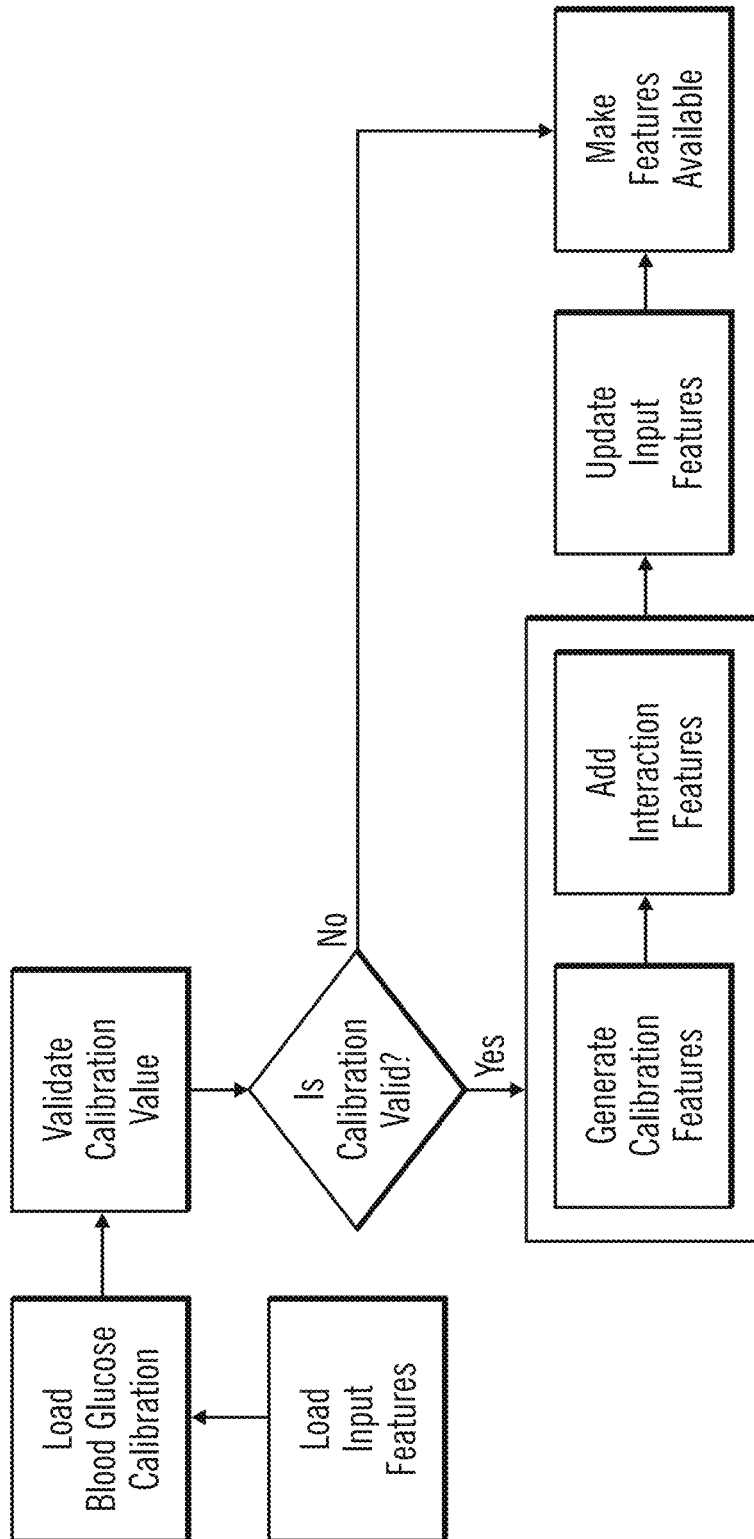 Load
Blood Glucose
Calibration
Load
Input
Features
Validate
Calibration
Value
Is
Calibration
Valid?
No
Yes
Generate
Calibration
Features
Add
Interaction
Features
Update
Input
Features
Make
Features
Available